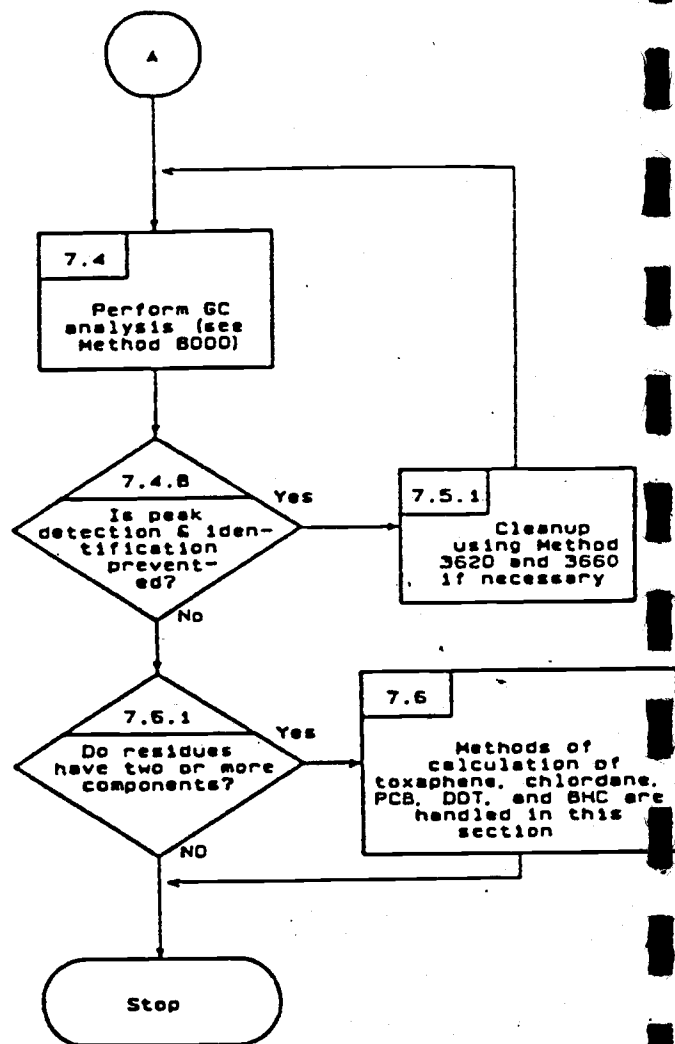 A
7.4
Perform GC
analysis (see
Method 8000)
7.4.8
Yes
Is peak
detection & iden-
tification
prevent-
ed?
No
7.5.1
Cleanup
using Method
3620 and 3660
if necessary
7.6.1
Yes
Do residues
have two or more
components?
NO
7.6
Methods of
calculation of
toxaphene, chlordane,
PCB, DDT, and BHC are
handled in this
section
Stop